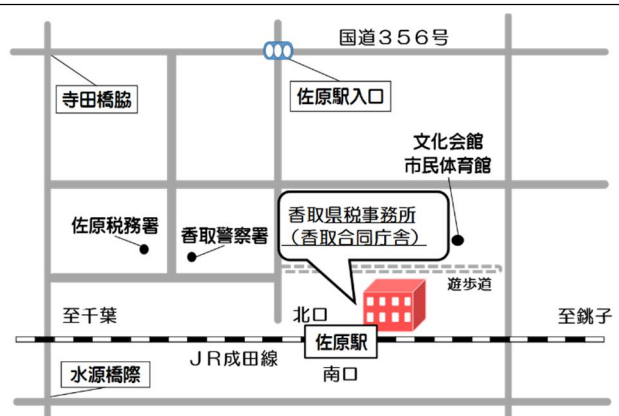 国道３５６号
寺田橋脇
佐原駅入口
文化会館
市民体育館
佐原税務署
香取警察署
香取県税事務所
（香取合同庁舎）
遊歩道
至千葉
北口
至銚子
佐原駅
ＪＲ成田線
南口
水源橋際